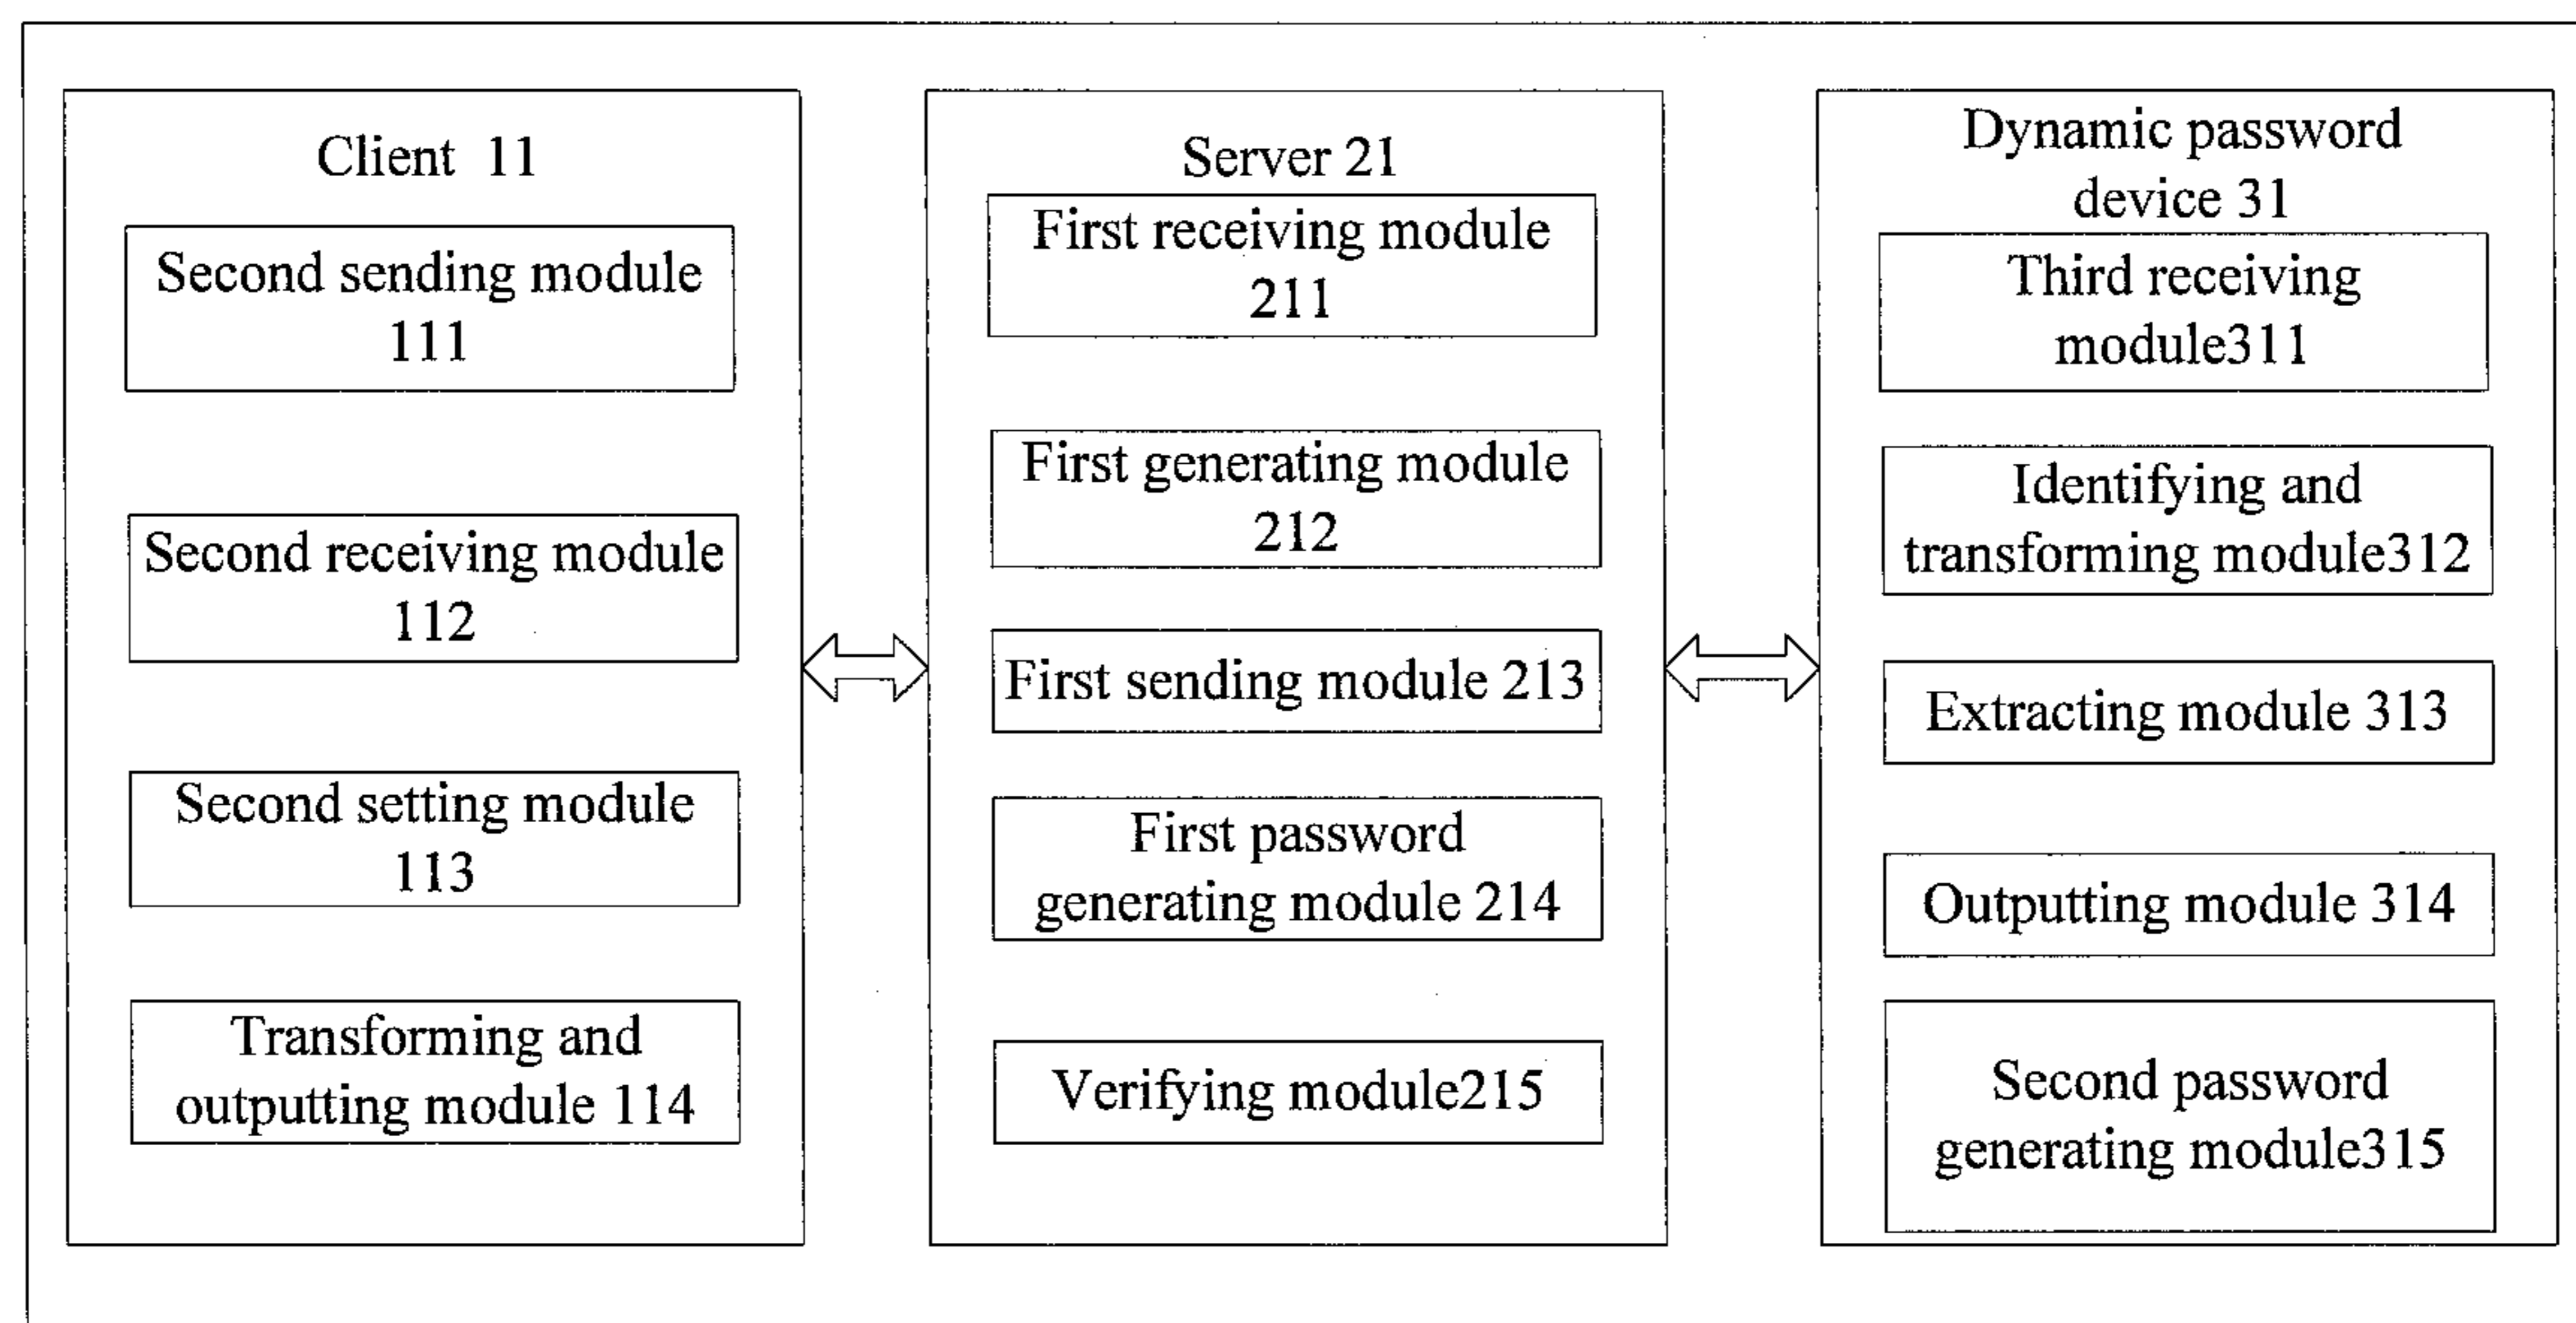 Client 11
Second sending module
111
Second receiving module
112
Second setting module
113
Transforming and
outputting module 114
Server 21
First receiving module
211
First generating module
212
First sending module 213
First password
generating module 214
Verifying module215
Dynamic password
device 31
Third receiving
module311
Identifying and
transforming module312
Extracting module 313
Outputting module 314
Second password
generating module315